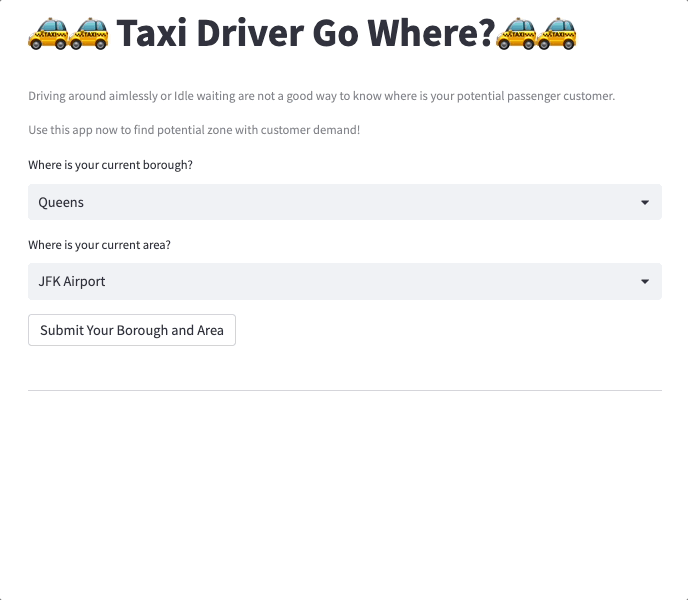 Taxi Driver Go Where?
Driving around aimlessly or Idle waiting are not a good way to know where is your potential passenger customer.
Use this app now to find potential zone with customer demand!
Where is your current borough?
Queens
Where is your current area?
JFK Airport
Submit Your Borough and Area